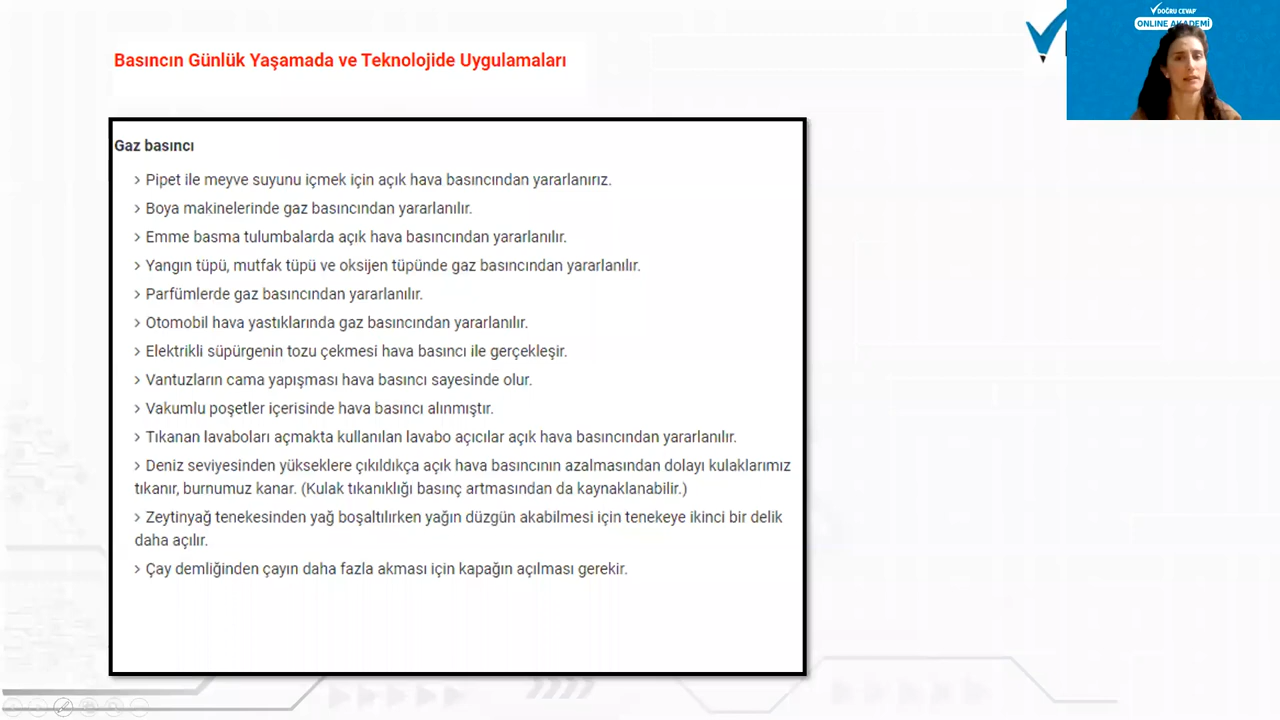 DOĞRU CEVAP
ONLINE AKADEMİ
Basıncın Günlük Yaşamada ve Teknolojide Uygulamaları
Gaz basıncı
> Pipet ile meyve suyunu içmek için açık hava basıncından yararlanırız.
> Boya makinelerinde gaz basıncından yararlanılır.
> Emme basma tulumbalarda açık hava basıncından yararlanılır.
> Yangın tüpü, mutfak tüpü ve oksijen tüpünde gaz basıncından yararlanılır.
> Parfümlerde gaz basıncından yararlanılır.
> Otomobil hava yastıklarında gaz basıncından yararlanılır.
> Elektrikli süpürgenin tozu çekmesi hava basıncı ile gerçekleşir.
> Vantuzların cama yapışması hava basıncı sayesinde olur.
> Vakumlu poşetler içerisinde hava basıncı alınmıştır.
> Tıkanan lavaboları açmakta kullanılan lavabo açıcılar açık hava basıncından yararlanılır.
> Deniz seviyesinden yükseklere çıkıldıkça açık hava basıncının azalmasından dolayı kulaklarımız
tıkanır, burnumuz kanar. (Kulak tıkanıklığı basınç artmasından da kaynaklanabilir.)
> Zeytinyağ tenekesinden yağ boşaltılırken yağın düzgün akabilmesi için tenekeye ikinci bir delik
daha açılır.
> Çay demliğinden çayın daha fazla akması için kapağın açılması gerekir.